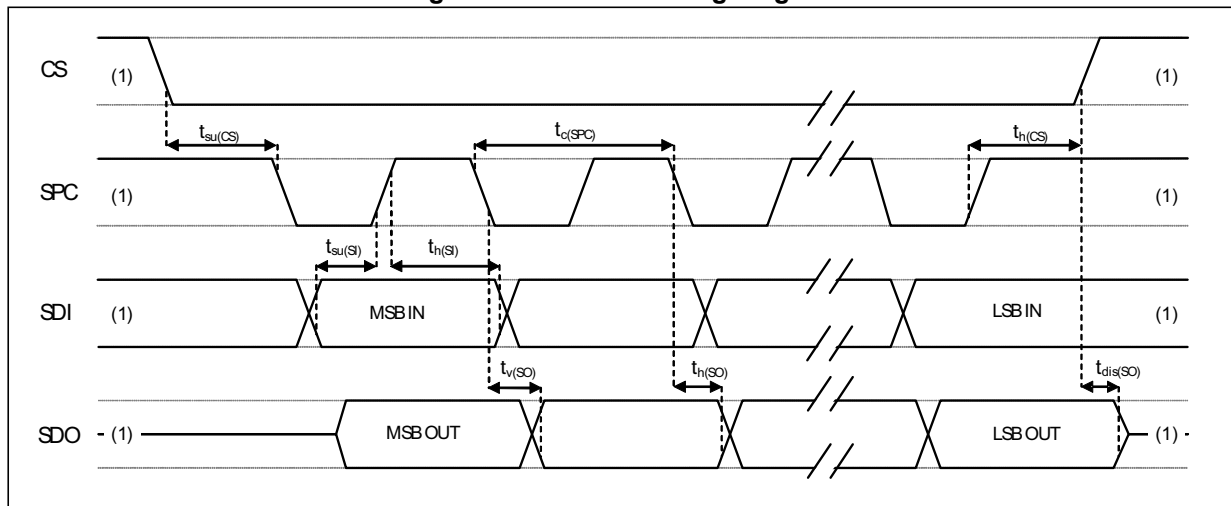 CS (1) (1)
t_su(CS) t_c(SPC) t_h(CS)
SPC (1) (1)
t_su(SI) t_h(SI)
SDI (1) MSB IN LSB IN (1)
t_v(SO) t_h(SO) t_dis(SO)
SDO (1) MSB OUT LSB OUT (1)